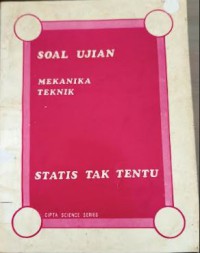 SOAL UJIAN
MEKANIKA
TEKNIK
STATIS TAK TENTU
CIPTA SCIENCE SERIES